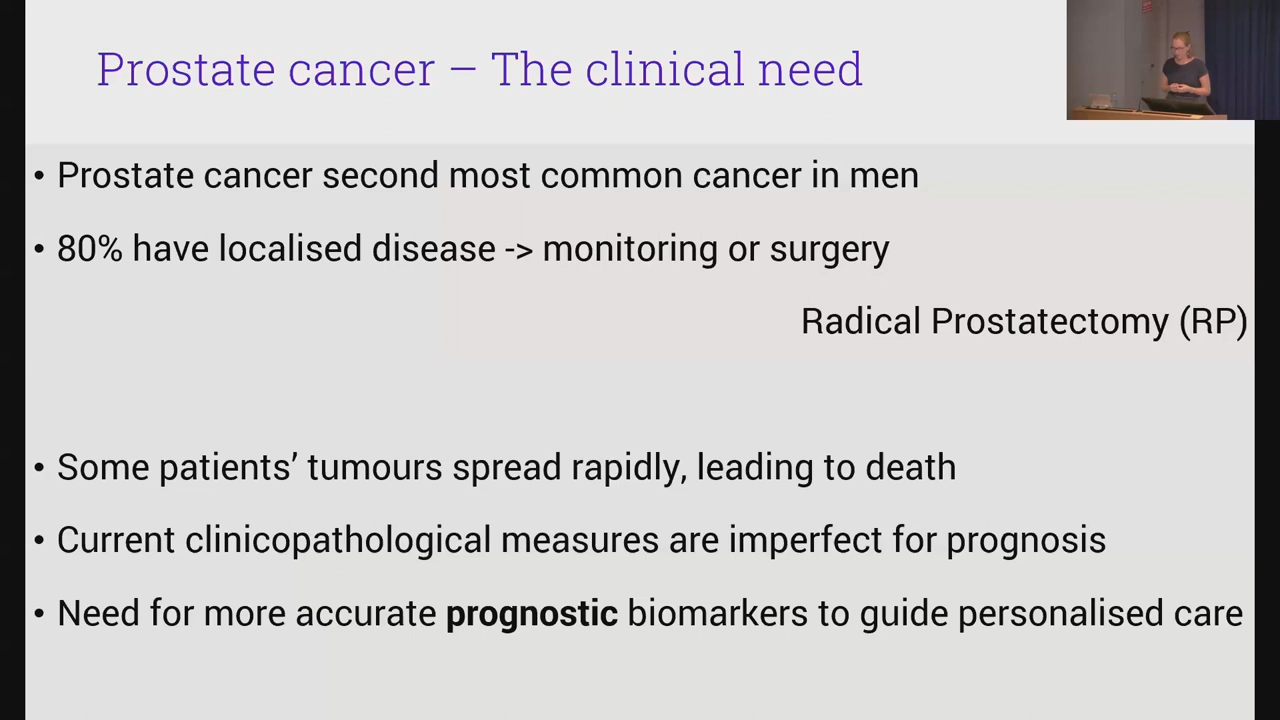 Prostate cancer – The clinical need
• Prostate cancer second most common cancer in men
• 80% have localised disease -> monitoring or surgery
Radical Prostatectomy (RP)
• Some patients’ tumours spread rapidly, leading to death
• Current clinicopathological measures are imperfect for prognosis
• Need for more accurate prognostic biomarkers to guide personalised care